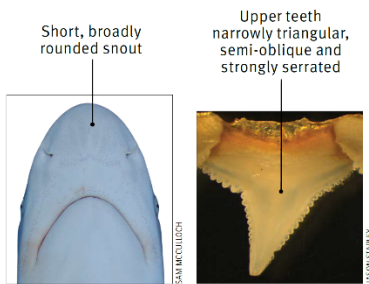 Short, broadly
rounded snout
Upper teeth
narrowly triangular,
semi-oblique and
strongly serrated
SAM MCCULLOCH